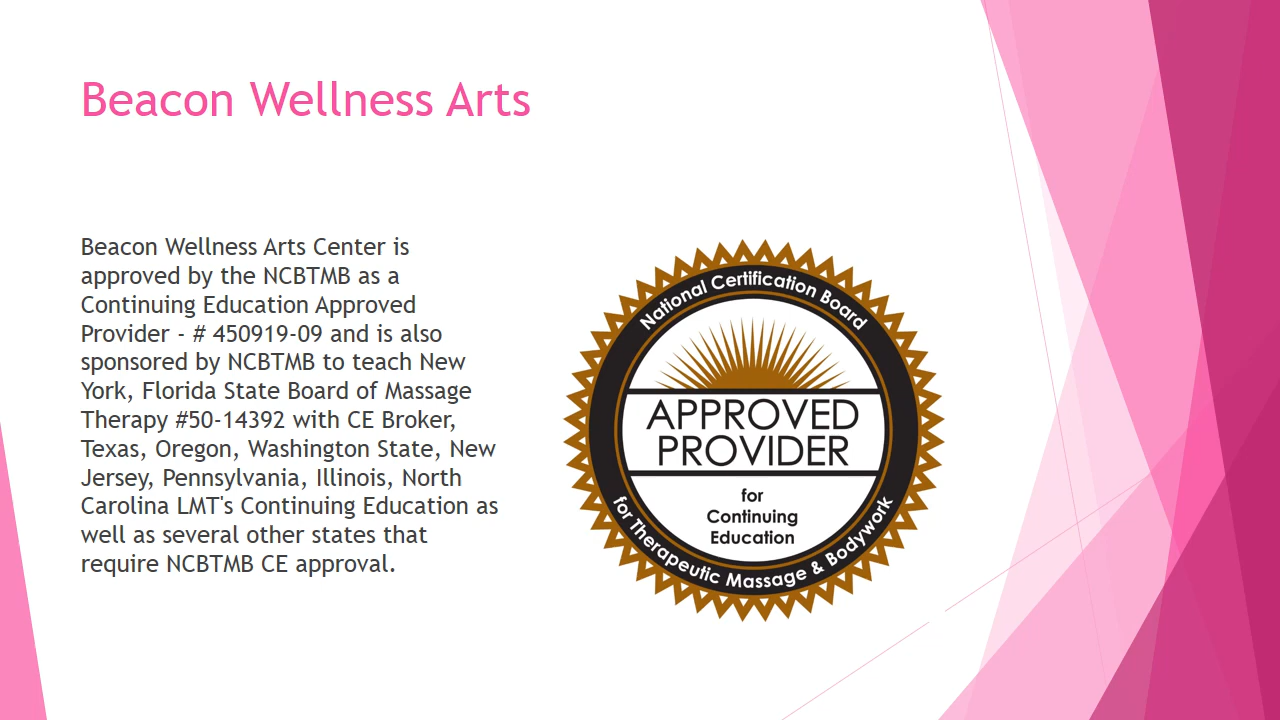 Beacon Wellness Arts
Beacon Wellness Arts Center is
approved by the NCBTMB as a
Continuing Education Approved
Provider - # 450919-09 and is also
sponsored by NCBTMB to teach New
York, Florida State Board of Massage
Therapy #50-14392 with CE Broker,
Texas, Oregon, Washington State, New
Jersey, Pennsylvania, Illinois, North
Carolina LMT's Continuing Education as
well as several other states that
require NCBTMB CE approval.
National Certification Board
APPROVED
PROVIDER
for
Continuing
Education
for Therapeutic Massage & Bodywork